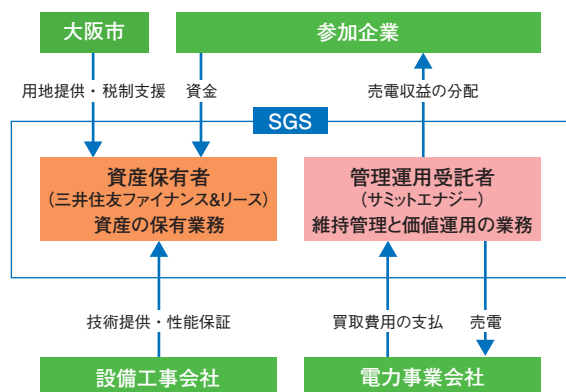 大阪市
参加企業
用地提供・税制支援
資金
売電収益の分配
SGS
資産保有者
(三井住友ファイナンス&リース)
資産の保有業務
管理運用受託者
(サミットエナジー)
維持管理と価値運用の業務
技術提供・性能保証
買取費用の支払
売電
設備工事会社
電力事業会社